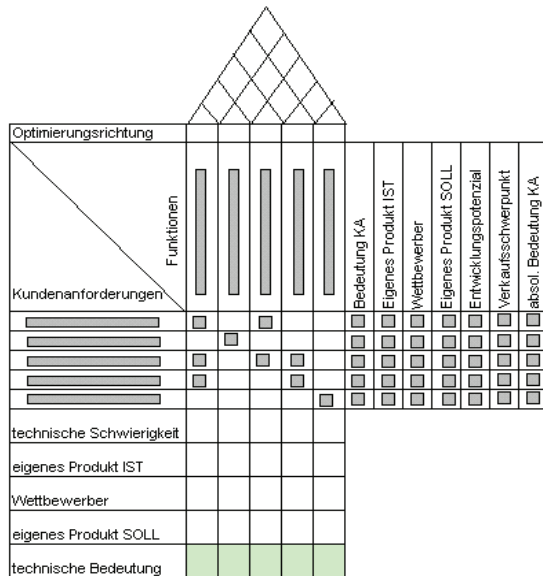 Optimierungsrichtung
Funktionen
Kundenanforderungen
Bedeutung KA
Eigenes Produkt IST
Wettbewerber
Eigenes Produkt SOLL
Entwicklungspotenzial
Verkaufsschwerpunkt
absol. Bedeutung KA
technische Schwierigkeit
eigenes Produkt IST
Wettbewerber
eigenes Produkt SOLL
technische Bedeutung